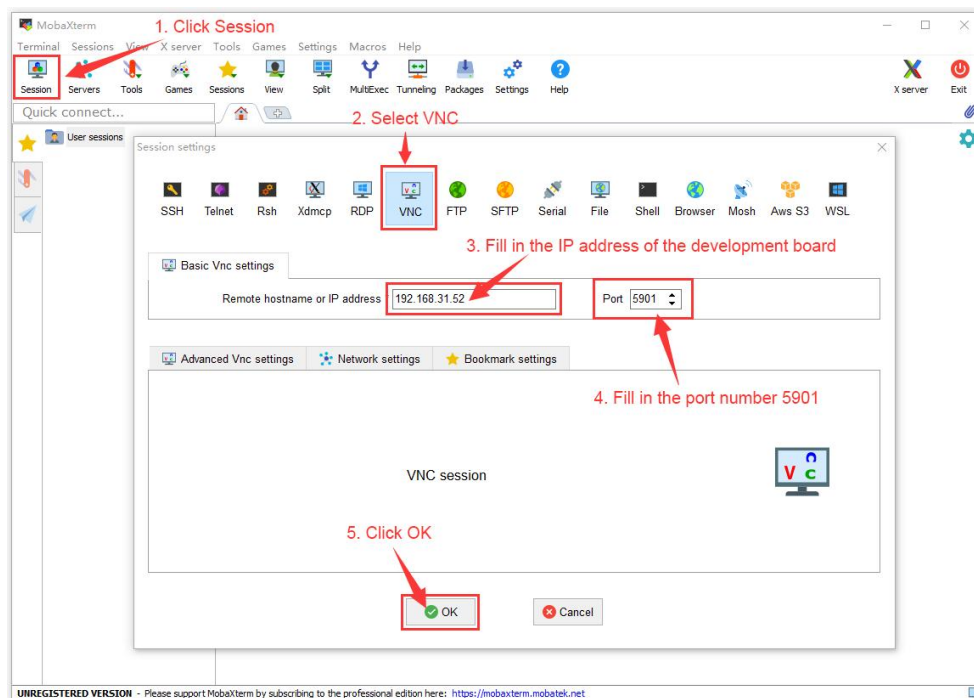 MobaXterm
1. Click Session
Terminal Sessions View X server Tools Games Settings Macros Help
Session Servers Tools Games Sessions View Split MultiExec Tunneling Packages Settings Help X server Exit
Quick connect...
2. Select VNC
User sessions
Session settings
SSH Telnet Rsh Xdmcp RDP VNC FTP SFTP Serial File Shell Browser Mosh Aws S3 WSL
3. Fill in the IP address of the development board
Basic Vnc settings
Remote hostname or IP address * 192.168.31.52 Port 5901
Advanced Vnc settings Network settings Bookmark settings
4. Fill in the port number 5901
VNC session
5. Click OK
OK Cancel
UNREGISTERED VERSION - Please support MobaXterm by subscribing to the professional edition here: https://mobaxterm.mobatek.net